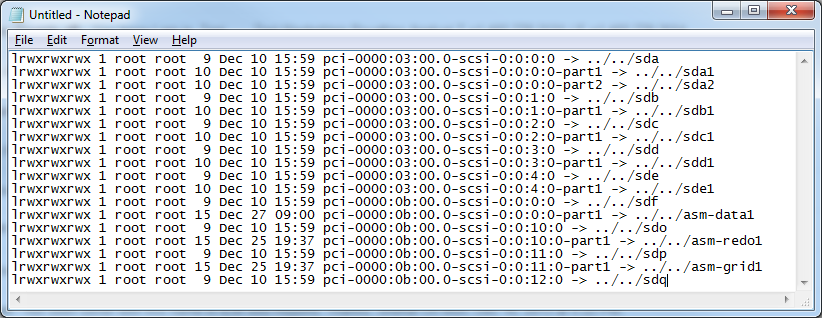 Untitled - Notepad
File Edit Format View Help
lrwxrwxrwx 1 root root  9 Dec 10 15:59 pci-0000:03:00.0-scsi-0:0:0:0 -> ../../sda
lrwxrwxrwx 1 root root 10 Dec 10 15:59 pci-0000:03:00.0-scsi-0:0:0:0-part1 -> ../../sda1
lrwxrwxrwx 1 root root 10 Dec 10 15:59 pci-0000:03:00.0-scsi-0:0:0:0-part2 -> ../../sda2
lrwxrwxrwx 1 root root  9 Dec 10 15:59 pci-0000:03:00.0-scsi-0:0:1:0 -> ../../sdb
lrwxrwxrwx 1 root root 10 Dec 10 15:59 pci-0000:03:00.0-scsi-0:0:1:0-part1 -> ../../sdb1
lrwxrwxrwx 1 root root  9 Dec 10 15:59 pci-0000:03:00.0-scsi-0:0:2:0 -> ../../sdc
lrwxrwxrwx 1 root root 10 Dec 10 15:59 pci-0000:03:00.0-scsi-0:0:2:0-part1 -> ../../sdc1
lrwxrwxrwx 1 root root  9 Dec 10 15:59 pci-0000:03:00.0-scsi-0:0:3:0 -> ../../sdd
lrwxrwxrwx 1 root root 10 Dec 10 15:59 pci-0000:03:00.0-scsi-0:0:3:0-part1 -> ../../sdd1
lrwxrwxrwx 1 root root  9 Dec 10 15:59 pci-0000:03:00.0-scsi-0:0:4:0 -> ../../sde
lrwxrwxrwx 1 root root 10 Dec 10 15:59 pci-0000:03:00.0-scsi-0:0:4:0-part1 -> ../../sde1
lrwxrwxrwx 1 root root  9 Dec 10 15:59 pci-0000:0b:00.0-scsi-0:0:0:0 -> ../../sdf
lrwxrwxrwx 1 root root 15 Dec 27 09:00 pci-0000:0b:00.0-scsi-0:0:0:0-part1 -> ../../asm-data1
lrwxrwxrwx 1 root root  9 Dec 10 15:59 pci-0000:0b:00.0-scsi-0:0:10:0 -> ../../sdo
lrwxrwxrwx 1 root root 15 Dec 25 19:37 pci-0000:0b:00.0-scsi-0:0:10:0-part1 -> ../../asm-redo1
lrwxrwxrwx 1 root root  9 Dec 10 15:59 pci-0000:0b:00.0-scsi-0:0:11:0 -> ../../sdp
lrwxrwxrwx 1 root root 15 Dec 25 19:37 pci-0000:0b:00.0-scsi-0:0:11:0-part1 -> ../../asm-grid1
lrwxrwxrwx 1 root root  9 Dec 10 15:59 pci-0000:0b:00.0-scsi-0:0:12:0 -> ../../sdq